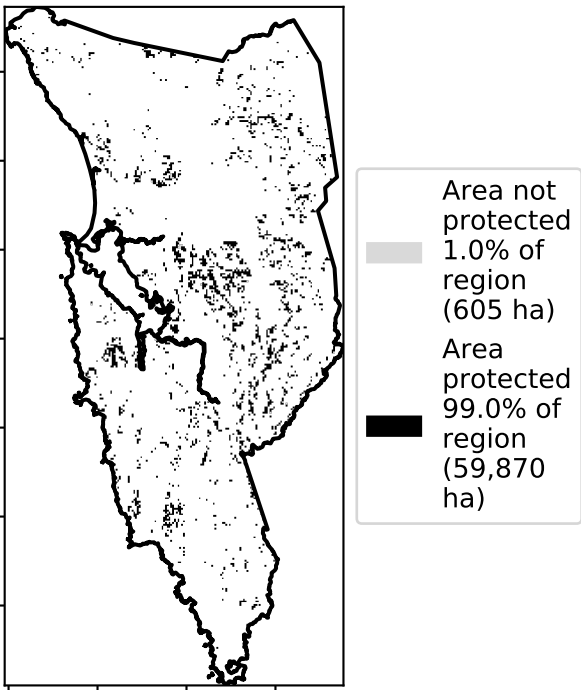 Area not
protected
1.0% of
region
(605 ha)
Area
protected
99.0% of
region
(59,870
ha)